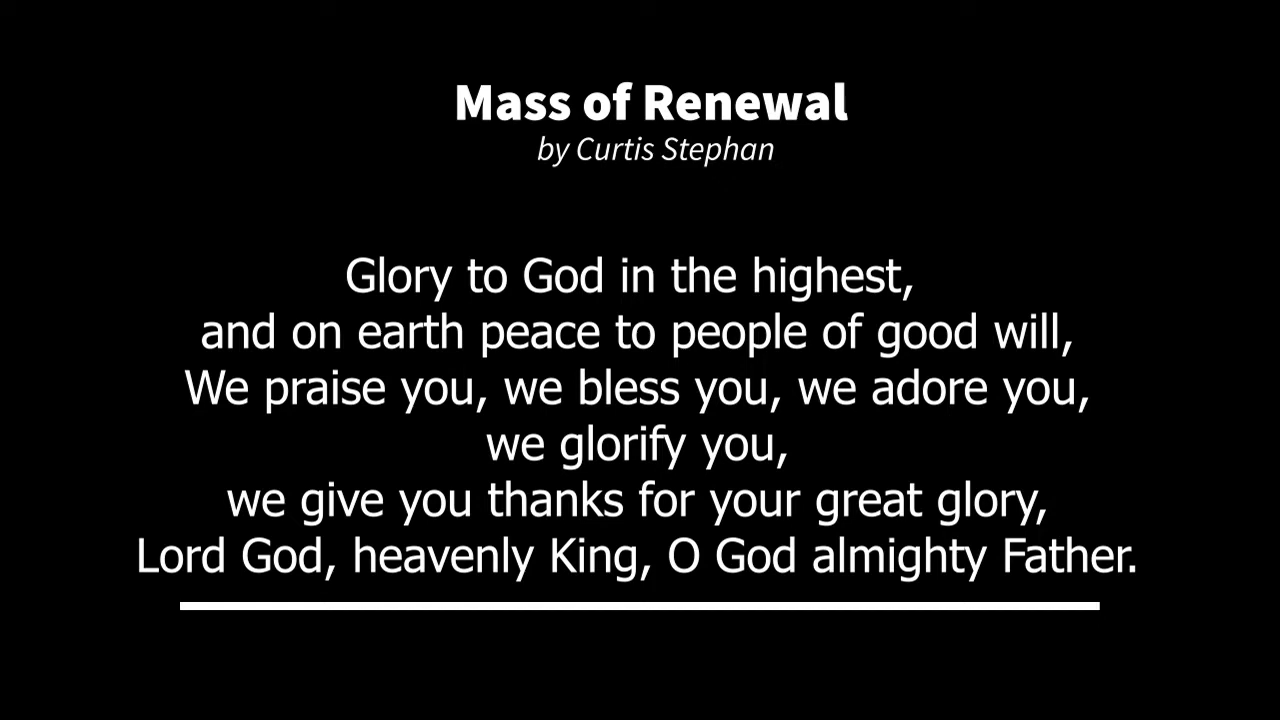 Mass of Renewal
by Curtis Stephan
Glory to God in the highest,
and on earth peace to people of good will,
We praise you, we bless you, we adore you,
we glorify you,
we give you thanks for your great glory,
Lord God, heavenly King, O God almighty Father.